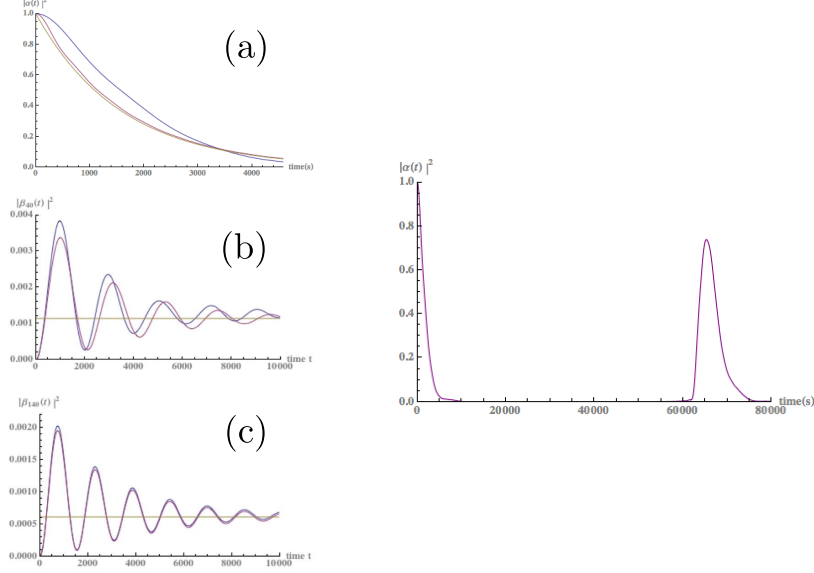 |α(t) |²
1.0
0.8
0.6
0.4
0.2
0.0
0 1000 2000 3000 4000
time(s)
(a)
|β₄₀(t) |²
0.004
0.003
0.002
0.001
0.000
0 2000 4000 6000 8000 10000
time t
(b)
|β₁₄₀(t) |²
0.0020
0.0015
0.0010
0.0005
0.0000
0 2000 4000 6000 8000 10000
time t
(c)
|α(t) |²
1.0
0.8
0.6
0.4
0.2
0.0
0 20000 40000 60000 80000
time(s)